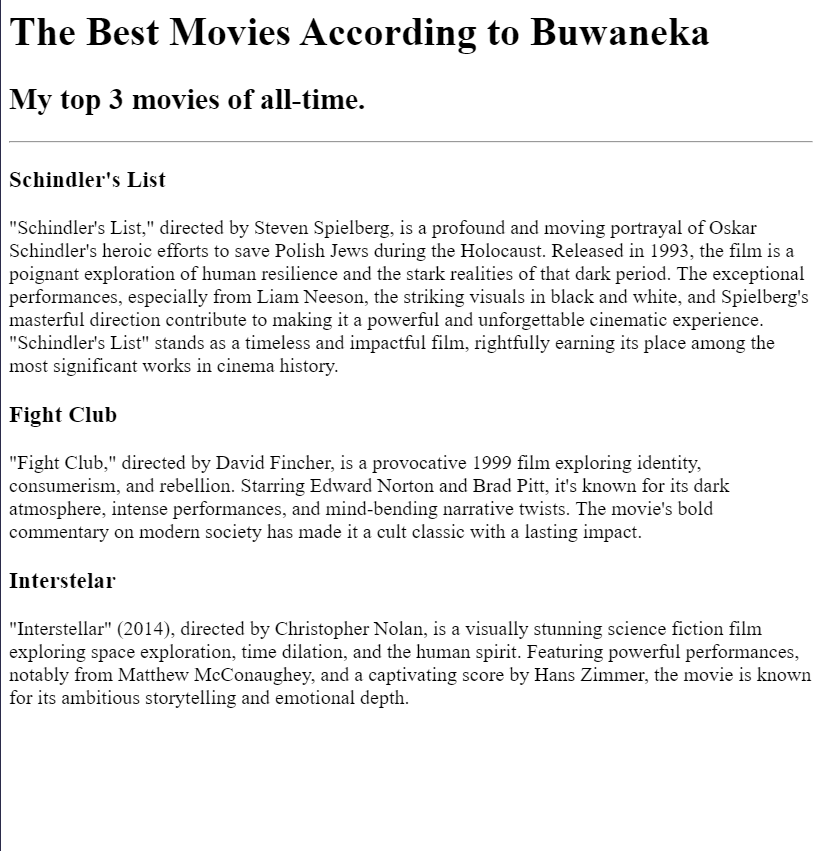 The Best Movies According to Buwaneka
My top 3 movies of all-time.
Schindler's List
"Schindler's List," directed by Steven Spielberg, is a profound and moving portrayal of Oskar
Schindler's heroic efforts to save Polish Jews during the Holocaust. Released in 1993, the film is a
poignant exploration of human resilience and the stark realities of that dark period. The exceptional
performances, especially from Liam Neeson, the striking visuals in black and white, and Spielberg's
masterful direction contribute to making it a powerful and unforgettable cinematic experience.
"Schindler's List" stands as a timeless and impactful film, rightfully earning its place among the
most significant works in cinema history.
Fight Club
"Fight Club," directed by David Fincher, is a provocative 1999 film exploring identity,
consumerism, and rebellion. Starring Edward Norton and Brad Pitt, it's known for its dark
atmosphere, intense performances, and mind-bending narrative twists. The movie's bold
commentary on modern society has made it a cult classic with a lasting impact.
Interstelar
"Interstellar" (2014), directed by Christopher Nolan, is a visually stunning science fiction film
exploring space exploration, time dilation, and the human spirit. Featuring powerful performances,
notably from Matthew McConaughey, and a captivating score by Hans Zimmer, the movie is known
for its ambitious storytelling and emotional depth.